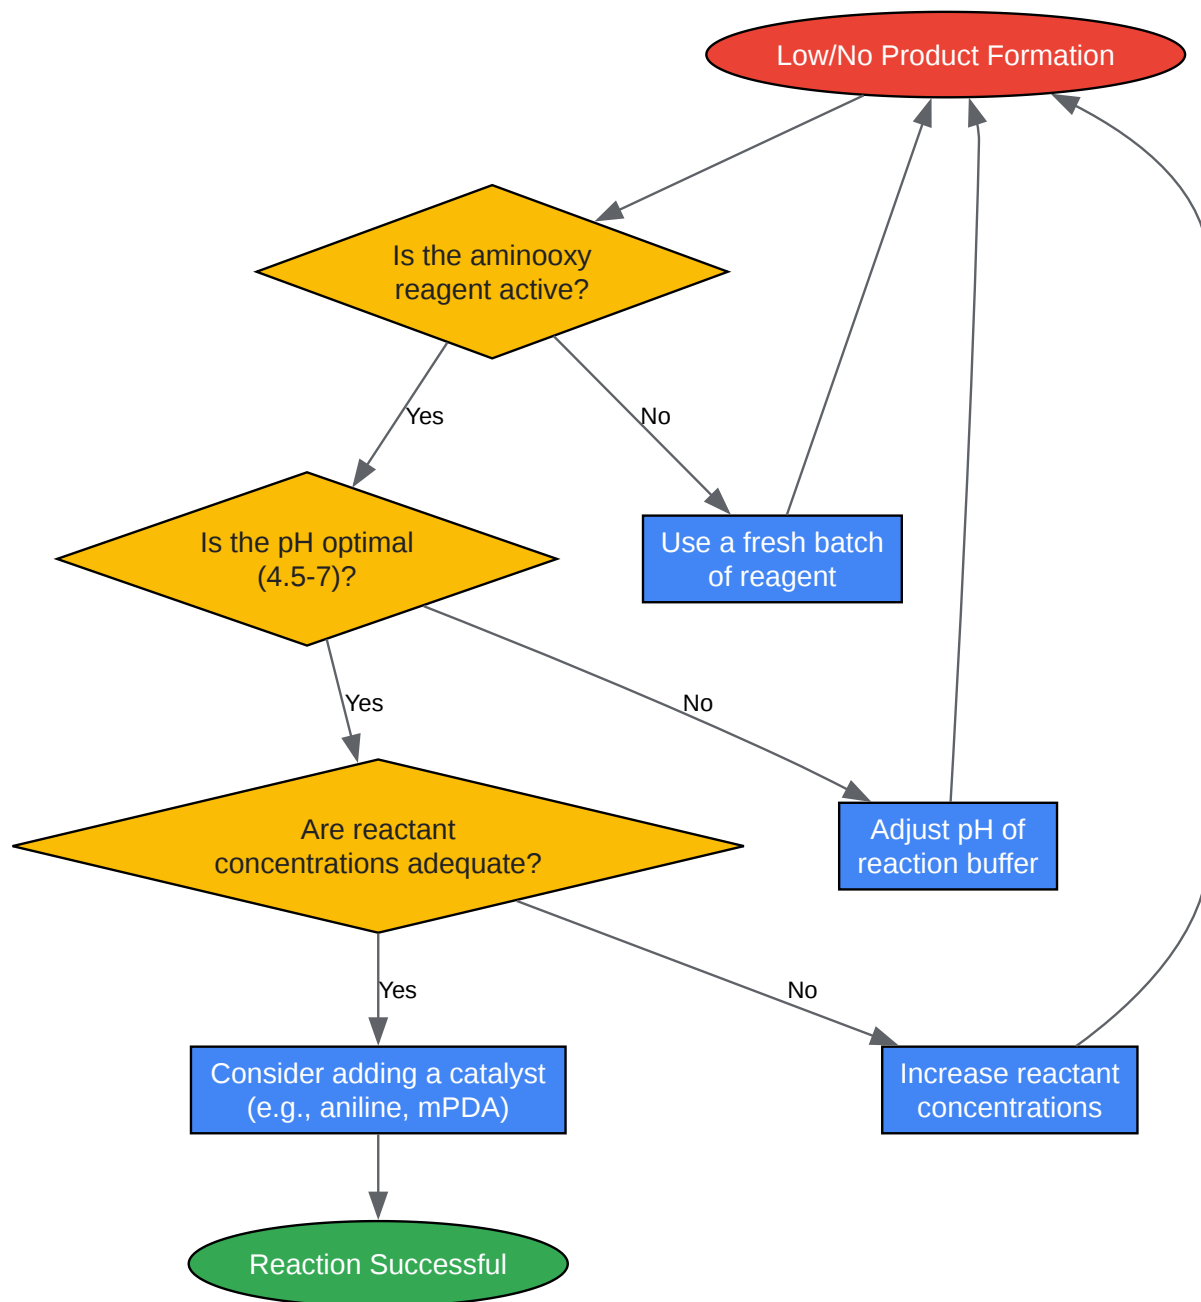 Low/No Product Formation
Is the aminooxy
reagent active?
Yes
No
Is the pH optimal
(4.5-7)?
Use a fresh batch
of reagent
Yes
No
Are reactant
concentrations adequate?
Adjust pH of
reaction buffer
Yes
No
Consider adding a catalyst
(e.g., aniline, mPDA)
Increase reactant
concentrations
Reaction Successful